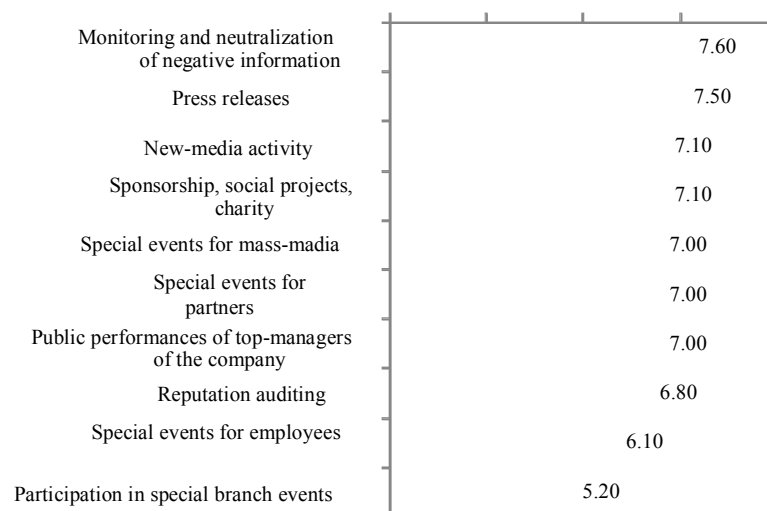 Monitoring and neutralization
of negative information
7.60
Press releases
7.50
New-media activity
7.10
Sponsorship, social projects,
charity
7.10
Special events for mass-madia
7.00
Special events for
partners
7.00
Public performances of top-managers
of the company
7.00
Reputation auditing
6.80
Special events for employees
6.10
Participation in special branch events
5.20